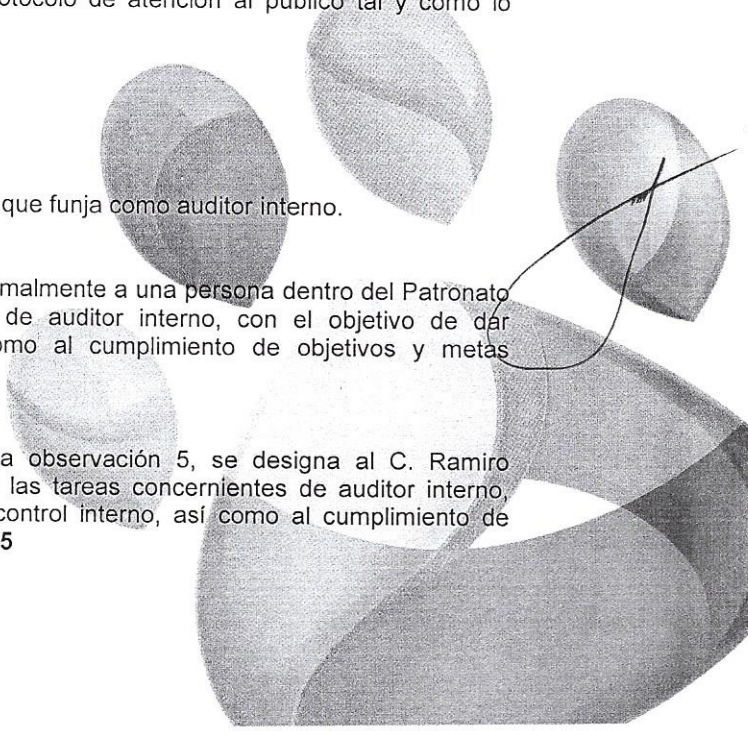 otocolo de atención al público tal y como lo
que funja como auditor interno.
malmente a una persona dentro del Patronato
de auditor interno, con el objetivo de dar
omo al cumplimiento de objetivos y metas
a observación 5, se designa al C. Ramiro
las tareas concernientes de auditor interno,
control interno, así como al cumplimiento de
5